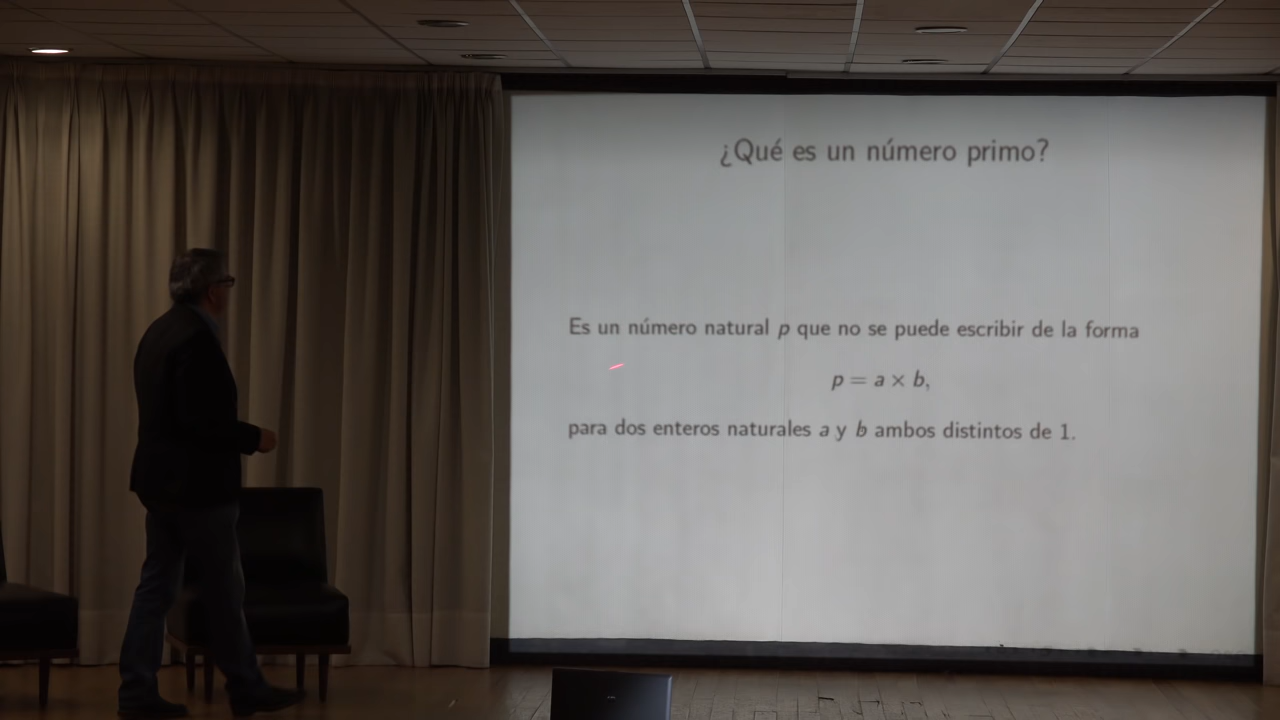 ¿Qué es un número primo?
Es un número natural p que no se puede escribir de la forma
p = a × b,
para dos enteros naturales a y b ambos distintos de 1.